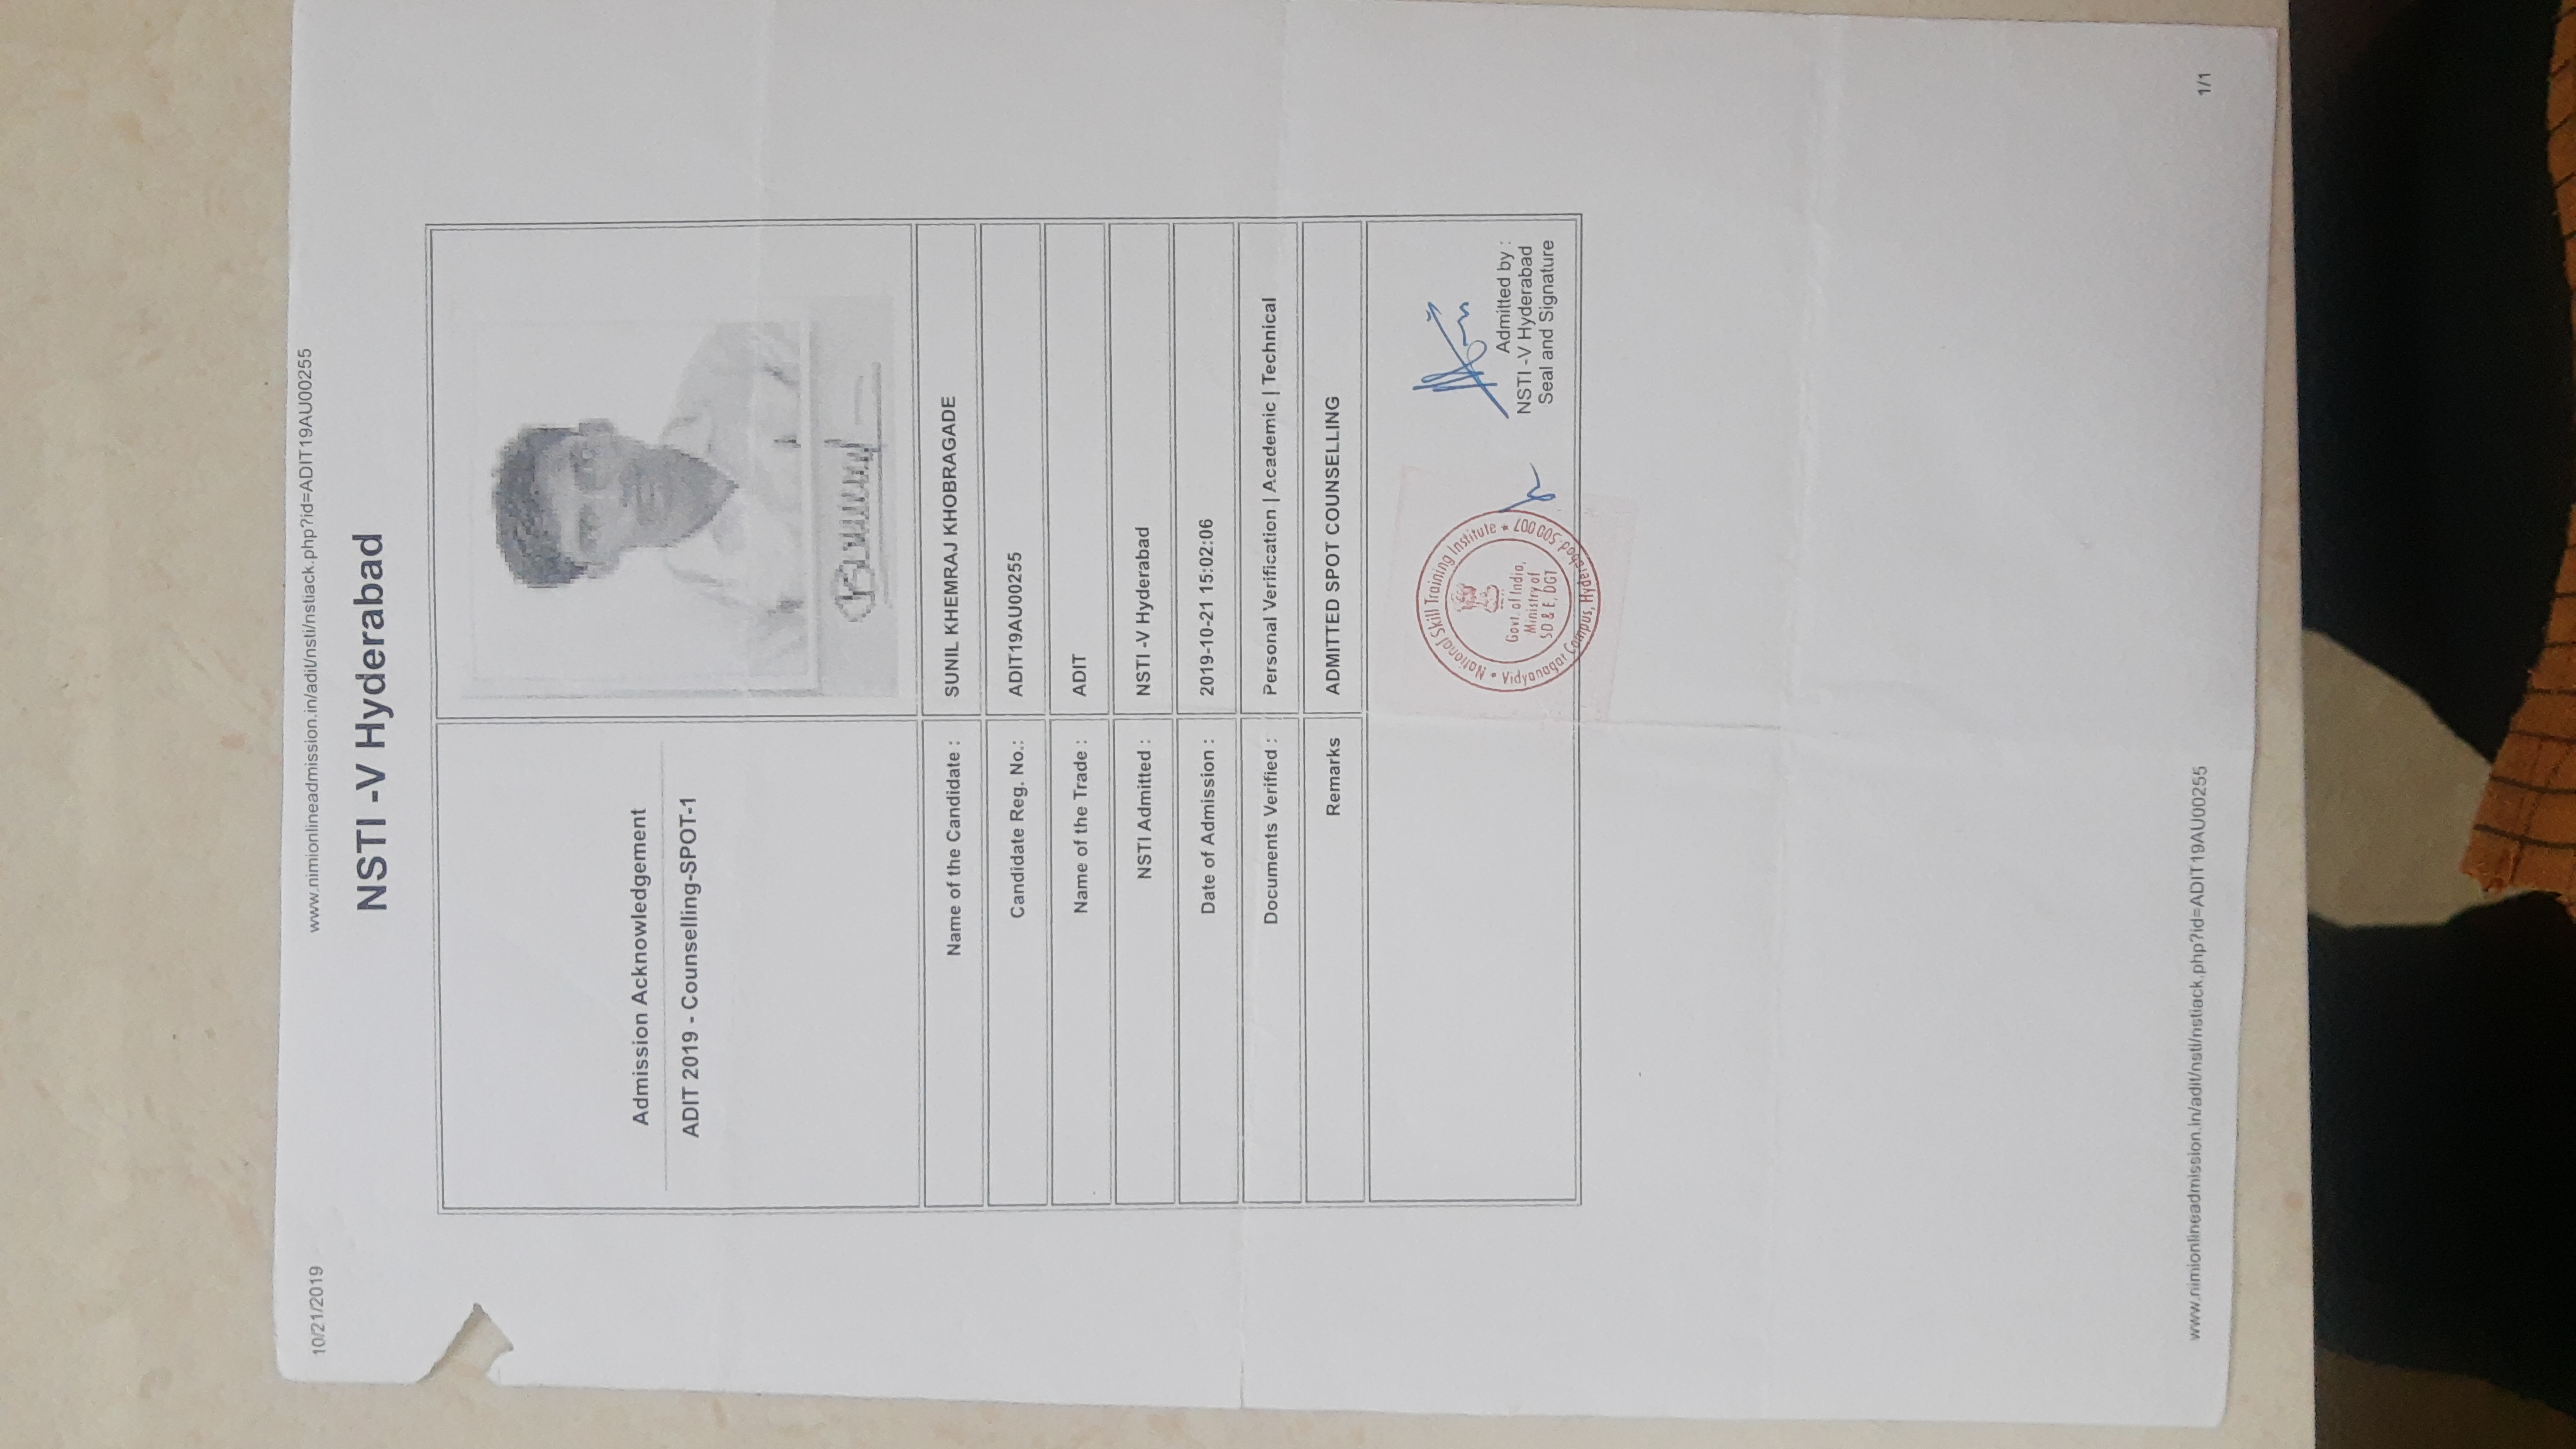 10/21/2019
www.nimionlineadmission.in/adit/nsti/nstiack.php?id=ADIT19AU00255
NSTI -V Hyderabad
Admission Acknowledgement
ADIT 2019 - Counselling-SPOT-1
Name of the Candidate : SUNIL KHEMRAJ KHOBRAGADE
Candidate Reg. No.: ADIT19AU00255
Name of the Trade : ADIT
NSTI Admitted : NSTI -V Hyderabad
Date of Admission : 2019-10-21 15:02:06
Documents Verified : Personal Verification | Academic | Technical
Remarks ADMITTED SPOT COUNSELLING
National Skill Training Institute
Vidyanagar Campus, Hyderabad-500 007
Govt. of India,
Ministry of
SD & E, DGT
Admitted by :
NSTI -V Hyderabad
Seal and Signature
www.nimionlineadmission.in/adit/nsti/nstiack.php?id=ADIT19AU00255
1/1